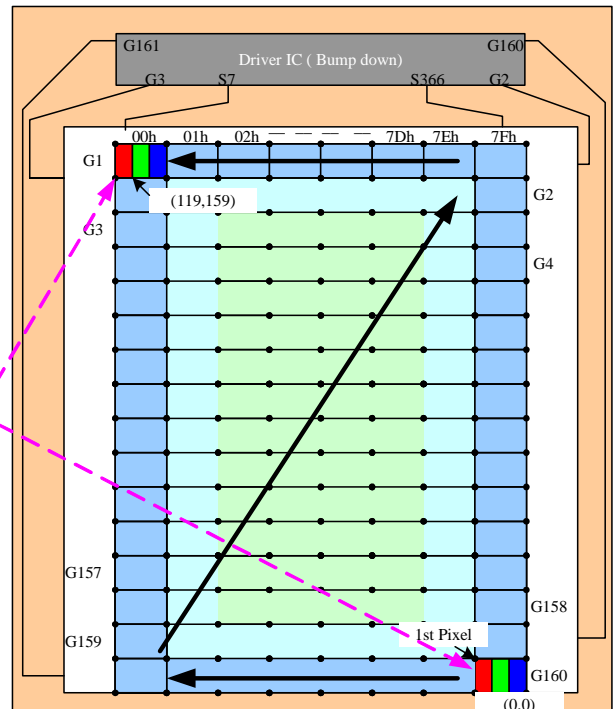 G161 G160
Driver IC ( Bump down)
G3 S7 S366 G2
00h 01h 02h 7Dh 7Eh 7Fh
G1
(119,159)
G2
G3
G4
G157
G158
1st Pixel
G159
G160
(0,0)